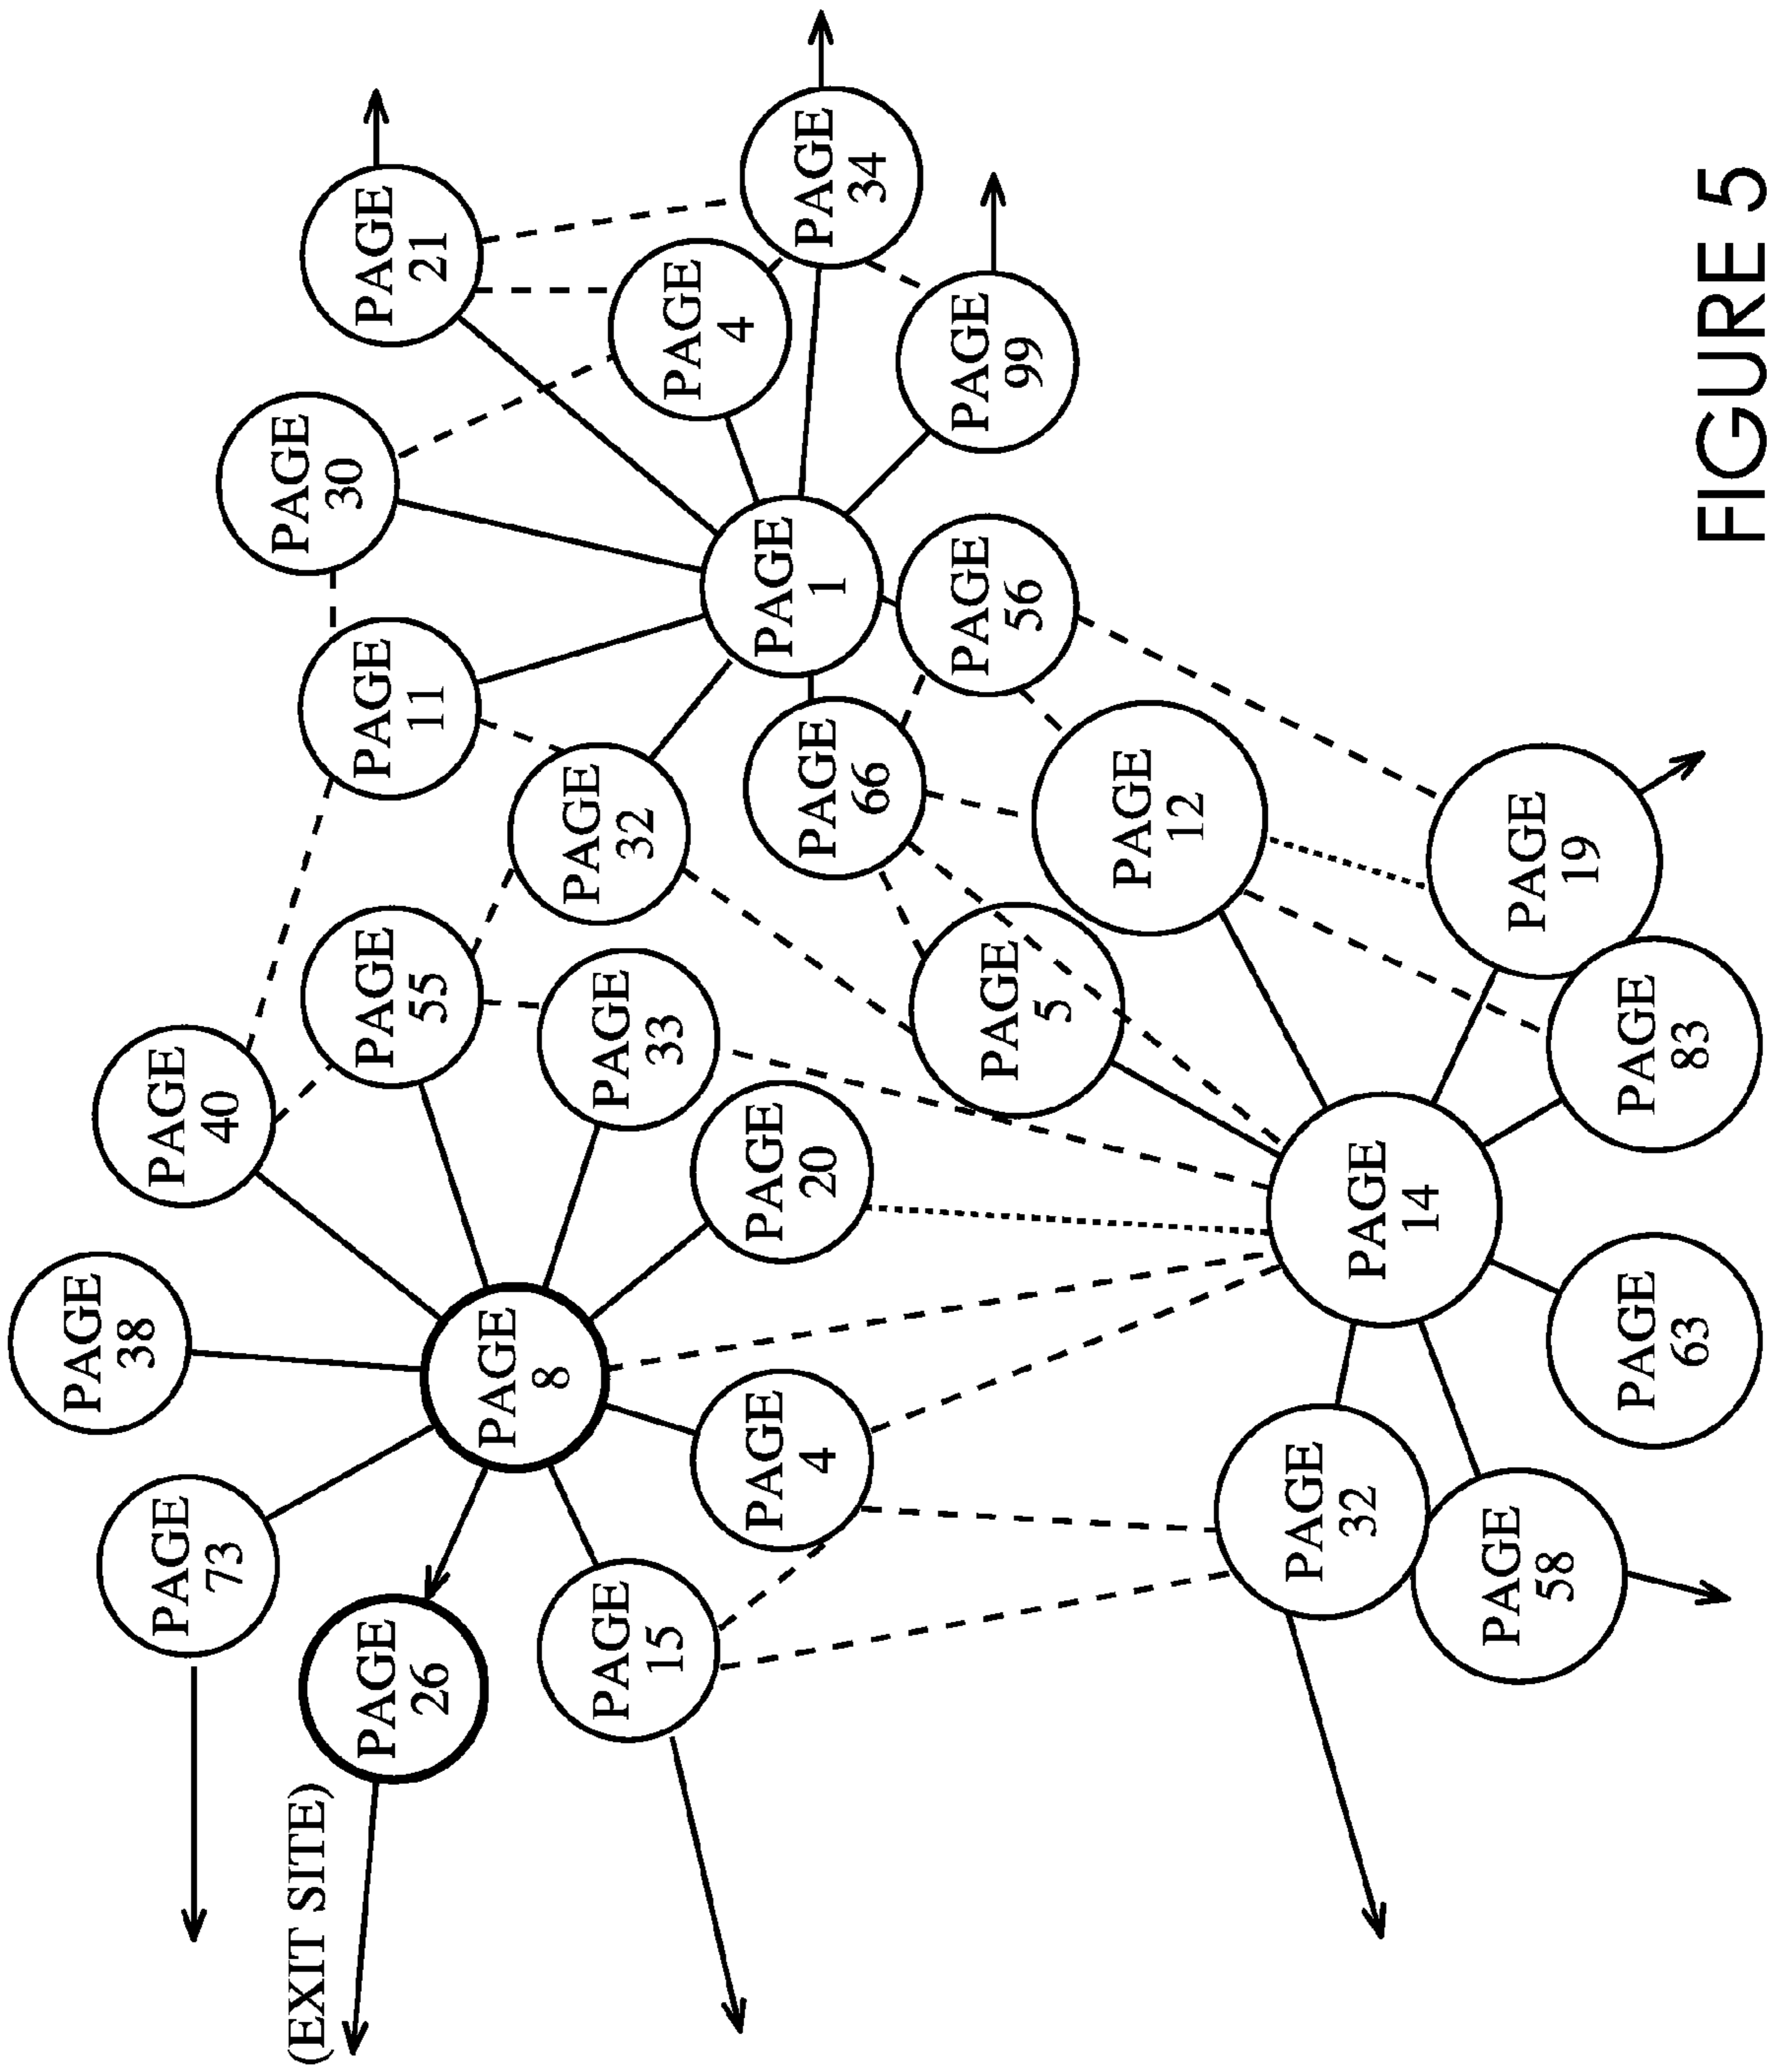 PAGE
38
PAGE
73
PAGE
40
(EXIT SITE)
PAGE
30
PAGE
26
PAGE
55
PAGE
11
PAGE
21
PAGE
8
PAGE
32
PAGE
15
PAGE
33
PAGE
4
PAGE
4
PAGE
20
PAGE
1
PAGE
66
PAGE
34
PAGE
56
PAGE
99
PAGE
5
PAGE
12
PAGE
32
PAGE
14
PAGE
58
PAGE
19
PAGE
63
PAGE
83
FIGURE 5